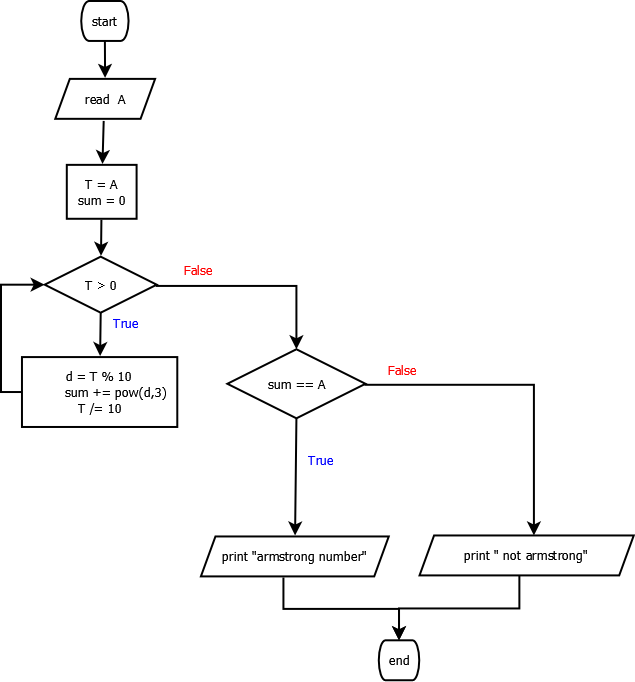 start
read A
T = A
sum = 0
T > 0
False
True
d = T % 10
sum += pow(d,3)
T /= 10
sum == A
False
True
print "armstrong number"
print " not armstrong"
end